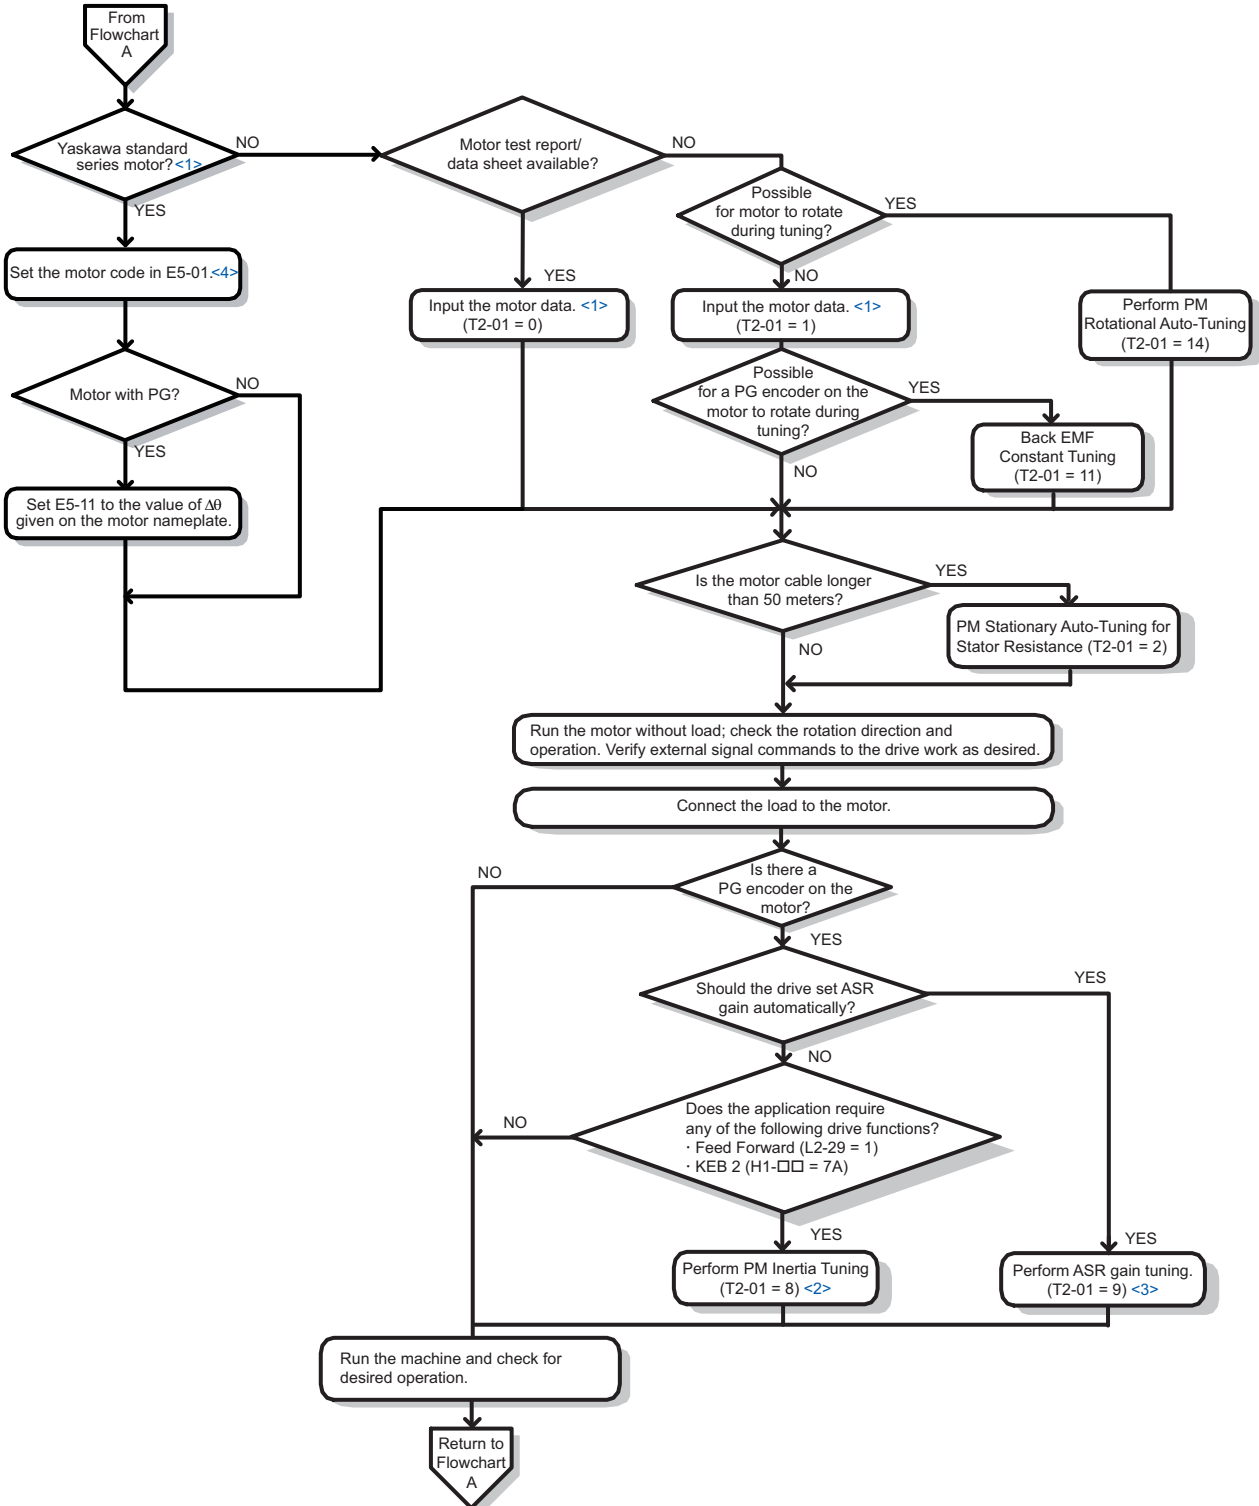 From
Flowchart
A
Yaskawa standard
series motor?<1>
NO
YES
Motor test report/
data sheet available?
NO
YES
Possible
for motor to rotate
during tuning?
YES
NO
Set the motor code in E5-01.<4>
Input the motor data. <1>
(T2-01 = 0)
Input the motor data. <1>
(T2-01 = 1)
Perform PM
Rotational Auto-Tuning
(T2-01 = 14)
Motor with PG?
NO
YES
Possible
for a PG encoder on the
motor to rotate during
tuning?
YES
NO
Back EMF
Constant Tuning
(T2-01 = 11)
Set E5-11 to the value of Δθ
given on the motor nameplate.
Is the motor cable longer
than 50 meters?
YES
NO
PM Stationary Auto-Tuning for
Stator Resistance (T2-01 = 2)
Run the motor without load; check the rotation direction and
operation. Verify external signal commands to the drive work as desired.
Connect the load to the motor.
Is there a
PG encoder on the
motor?
NO
YES
Should the drive set ASR
gain automatically?
YES
NO
Does the application require
any of the following drive functions?
· Feed Forward (L2-29 = 1)
· KEB 2 (H1-□□ = 7A)
NO
YES
YES
Perform PM Inertia Tuning
(T2-01 = 8) <2>
Perform ASR gain tuning.
(T2-01 = 9) <3>
Run the machine and check for
desired operation.
Return to
Flowchart
A